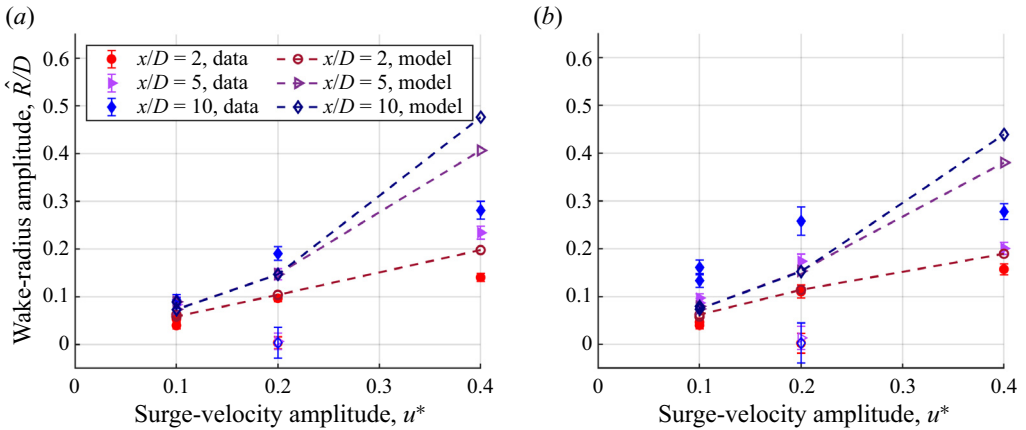 (a)
(b)
0.6
0.5
0.4
0.3
0.2
0.1
0
Wake-radius amplitude, R̂/D
x/D = 2, data
x/D = 2, model
x/D = 5, data
x/D = 5, model
x/D = 10, data
x/D = 10, model
0 0.1 0.2 0.3 0.4
Surge-velocity amplitude, u*
0.6
0.5
0.4
0.3
0.2
0.1
0
0 0.1 0.2 0.3 0.4
Surge-velocity amplitude, u*